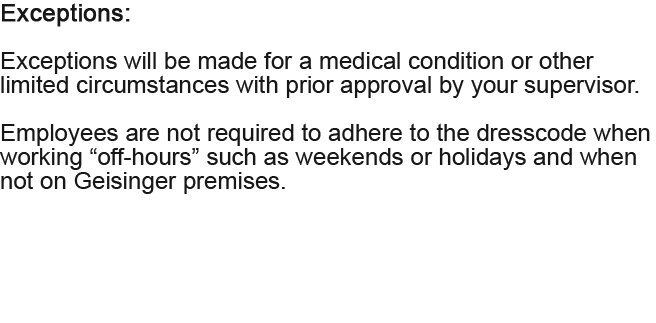 Exceptions:
Exceptions will be made for a medical condition or other
limited circumstances with prior approval by your supervisor.
Employees are not required to adhere to the dresscode when
working “off-hours” such as weekends or holidays and when
not on Geisinger premises.